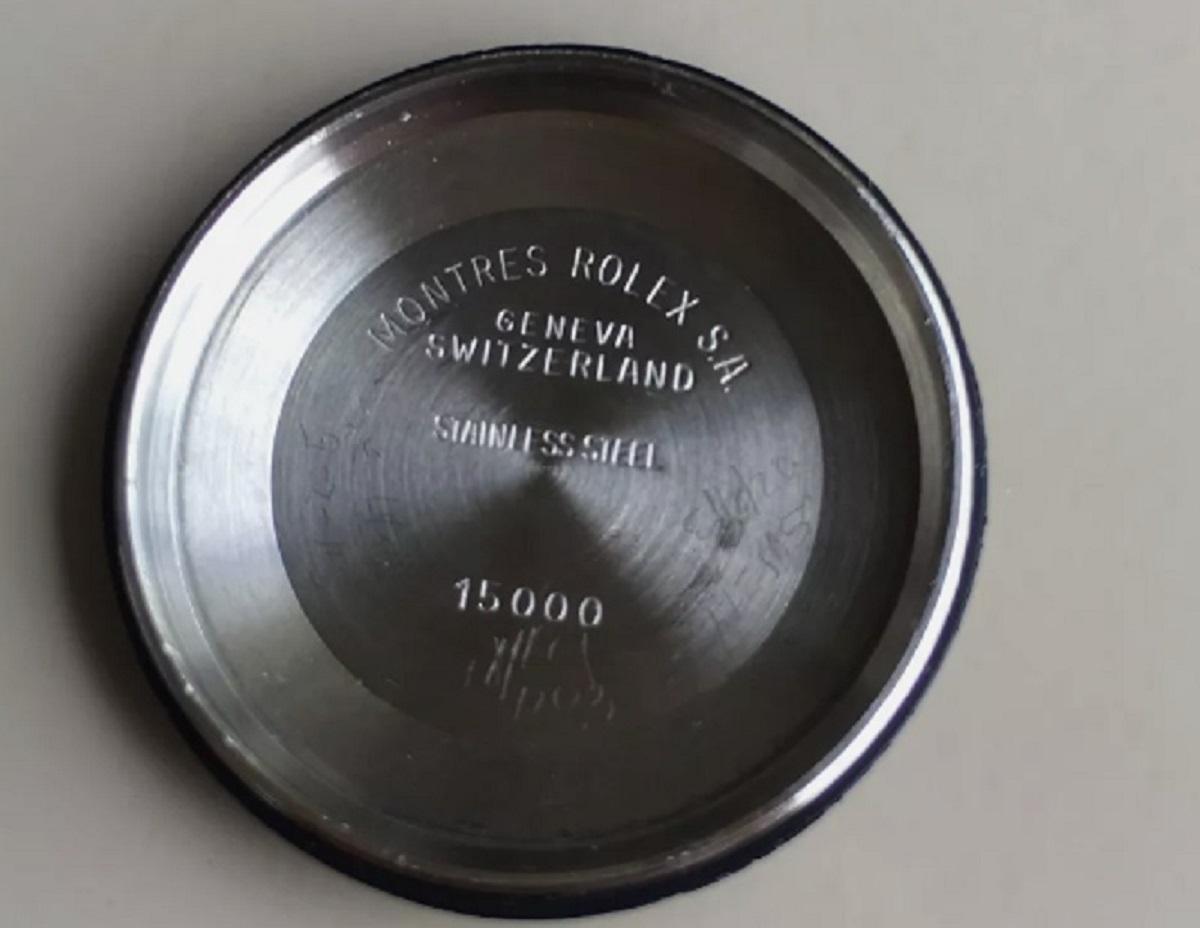 MONTRES ROLEX S.A.
GENEVA
SWITZERLAND
STAINLESS STEEL
15000